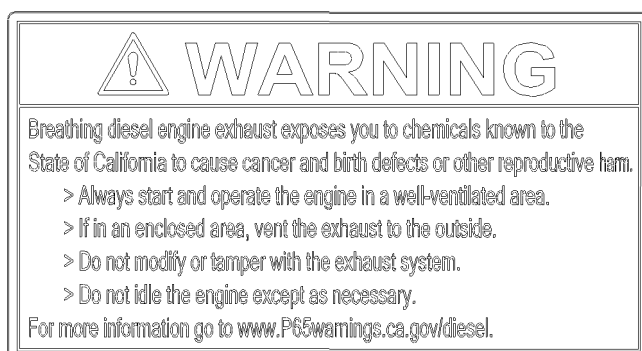 WARNING
Breathing diesel engine exhaust exposes you to chemicals known to the
State of California to cause cancer and birth defects or other reproductive harm.
> Always start and operate the engine in a well-ventilated area.
> If in an enclosed area, vent the exhaust to the outside.
> Do not modify or tamper with the exhaust system.
> Do not idle the engine except as necessary.
For more information go to www.P65warnings.ca.gov/diesel.